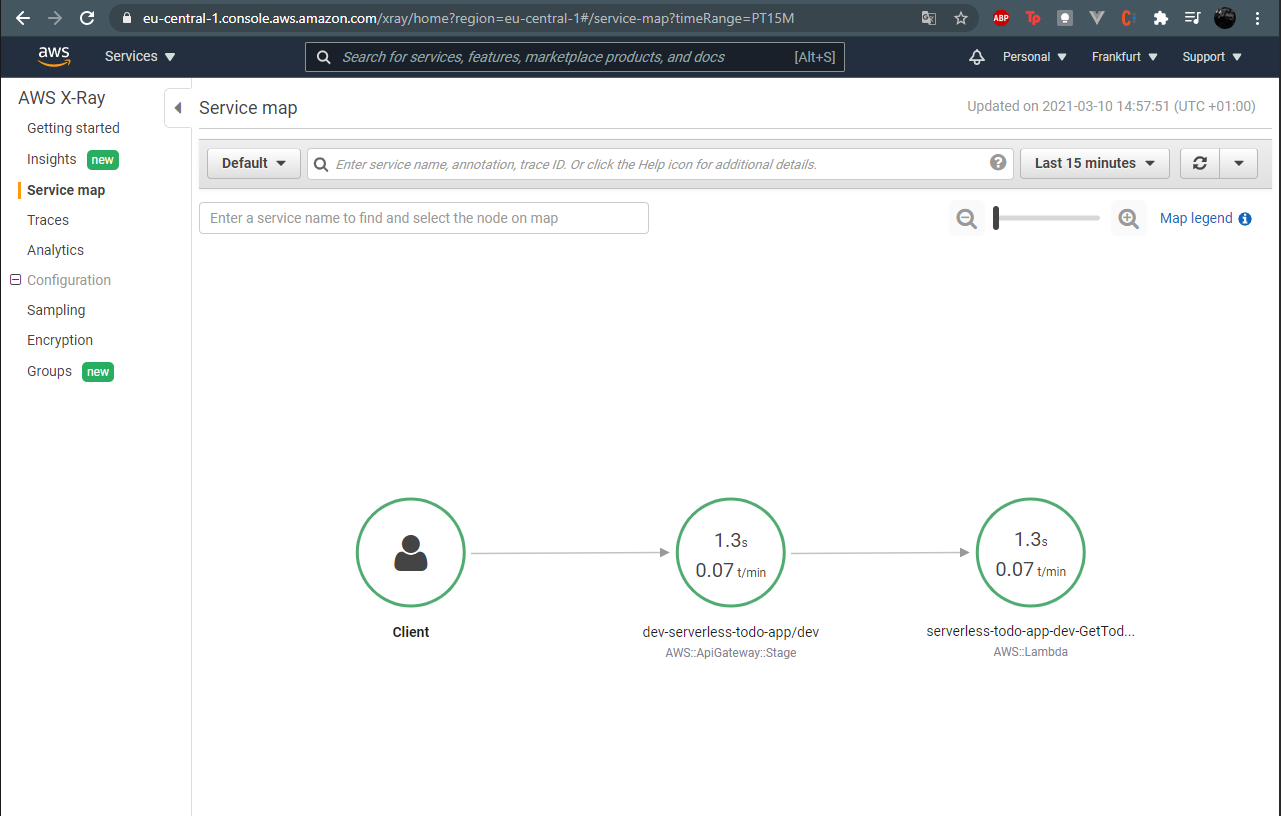 eu-central-1.console.aws.amazon.com/xray/home?region=eu-central-1#/service-map?timeRange=PT15M
ABP
Tp
aws
Services
Search for services, features, marketplace products, and docs [Alt+S]
Personal
Frankfurt
Support
AWS X-Ray
Getting started
Insights new
Service map
Traces
Analytics
Configuration
Sampling
Encryption
Groups new
Service map
Updated on 2021-03-10 14:57:51 (UTC +01:00)
Default
Enter service name, annotation, trace ID. Or click the Help icon for additional details.
Last 15 minutes
Enter a service name to find and select the node on map
Map legend
Client
1.3s
0.07 t/min
dev-serverless-todo-app/dev
AWS::ApiGateway::Stage
1.3s
0.07 t/min
serverless-todo-app-dev-GetTod...
AWS::Lambda